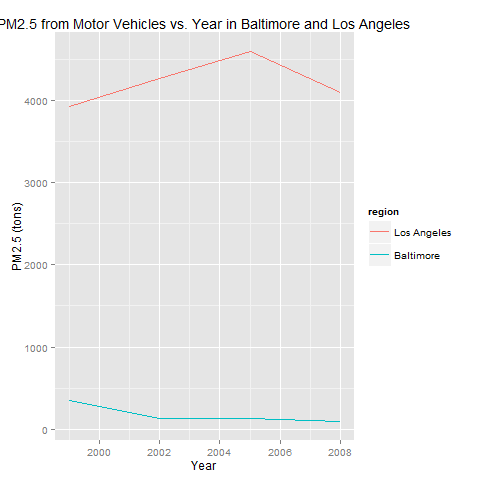 PM2.5 from Motor Vehicles vs. Year in Baltimore and Los Angeles
PM2.5 (tons)
4000
3000
2000
1000
0
2000
2002
2004
2006
2008
Year
region
Los Angeles
Baltimore